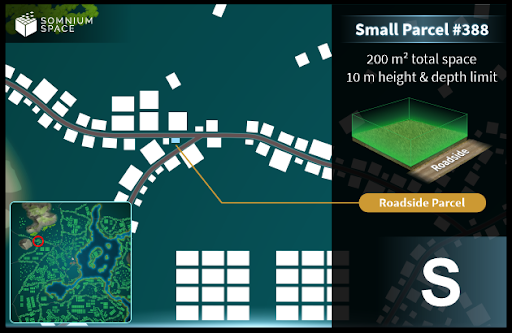 SOMNIUM
SPACE
Small Parcel #388
200 m² total space
10 m height & depth limit
Roadside
Roadside Parcel
S